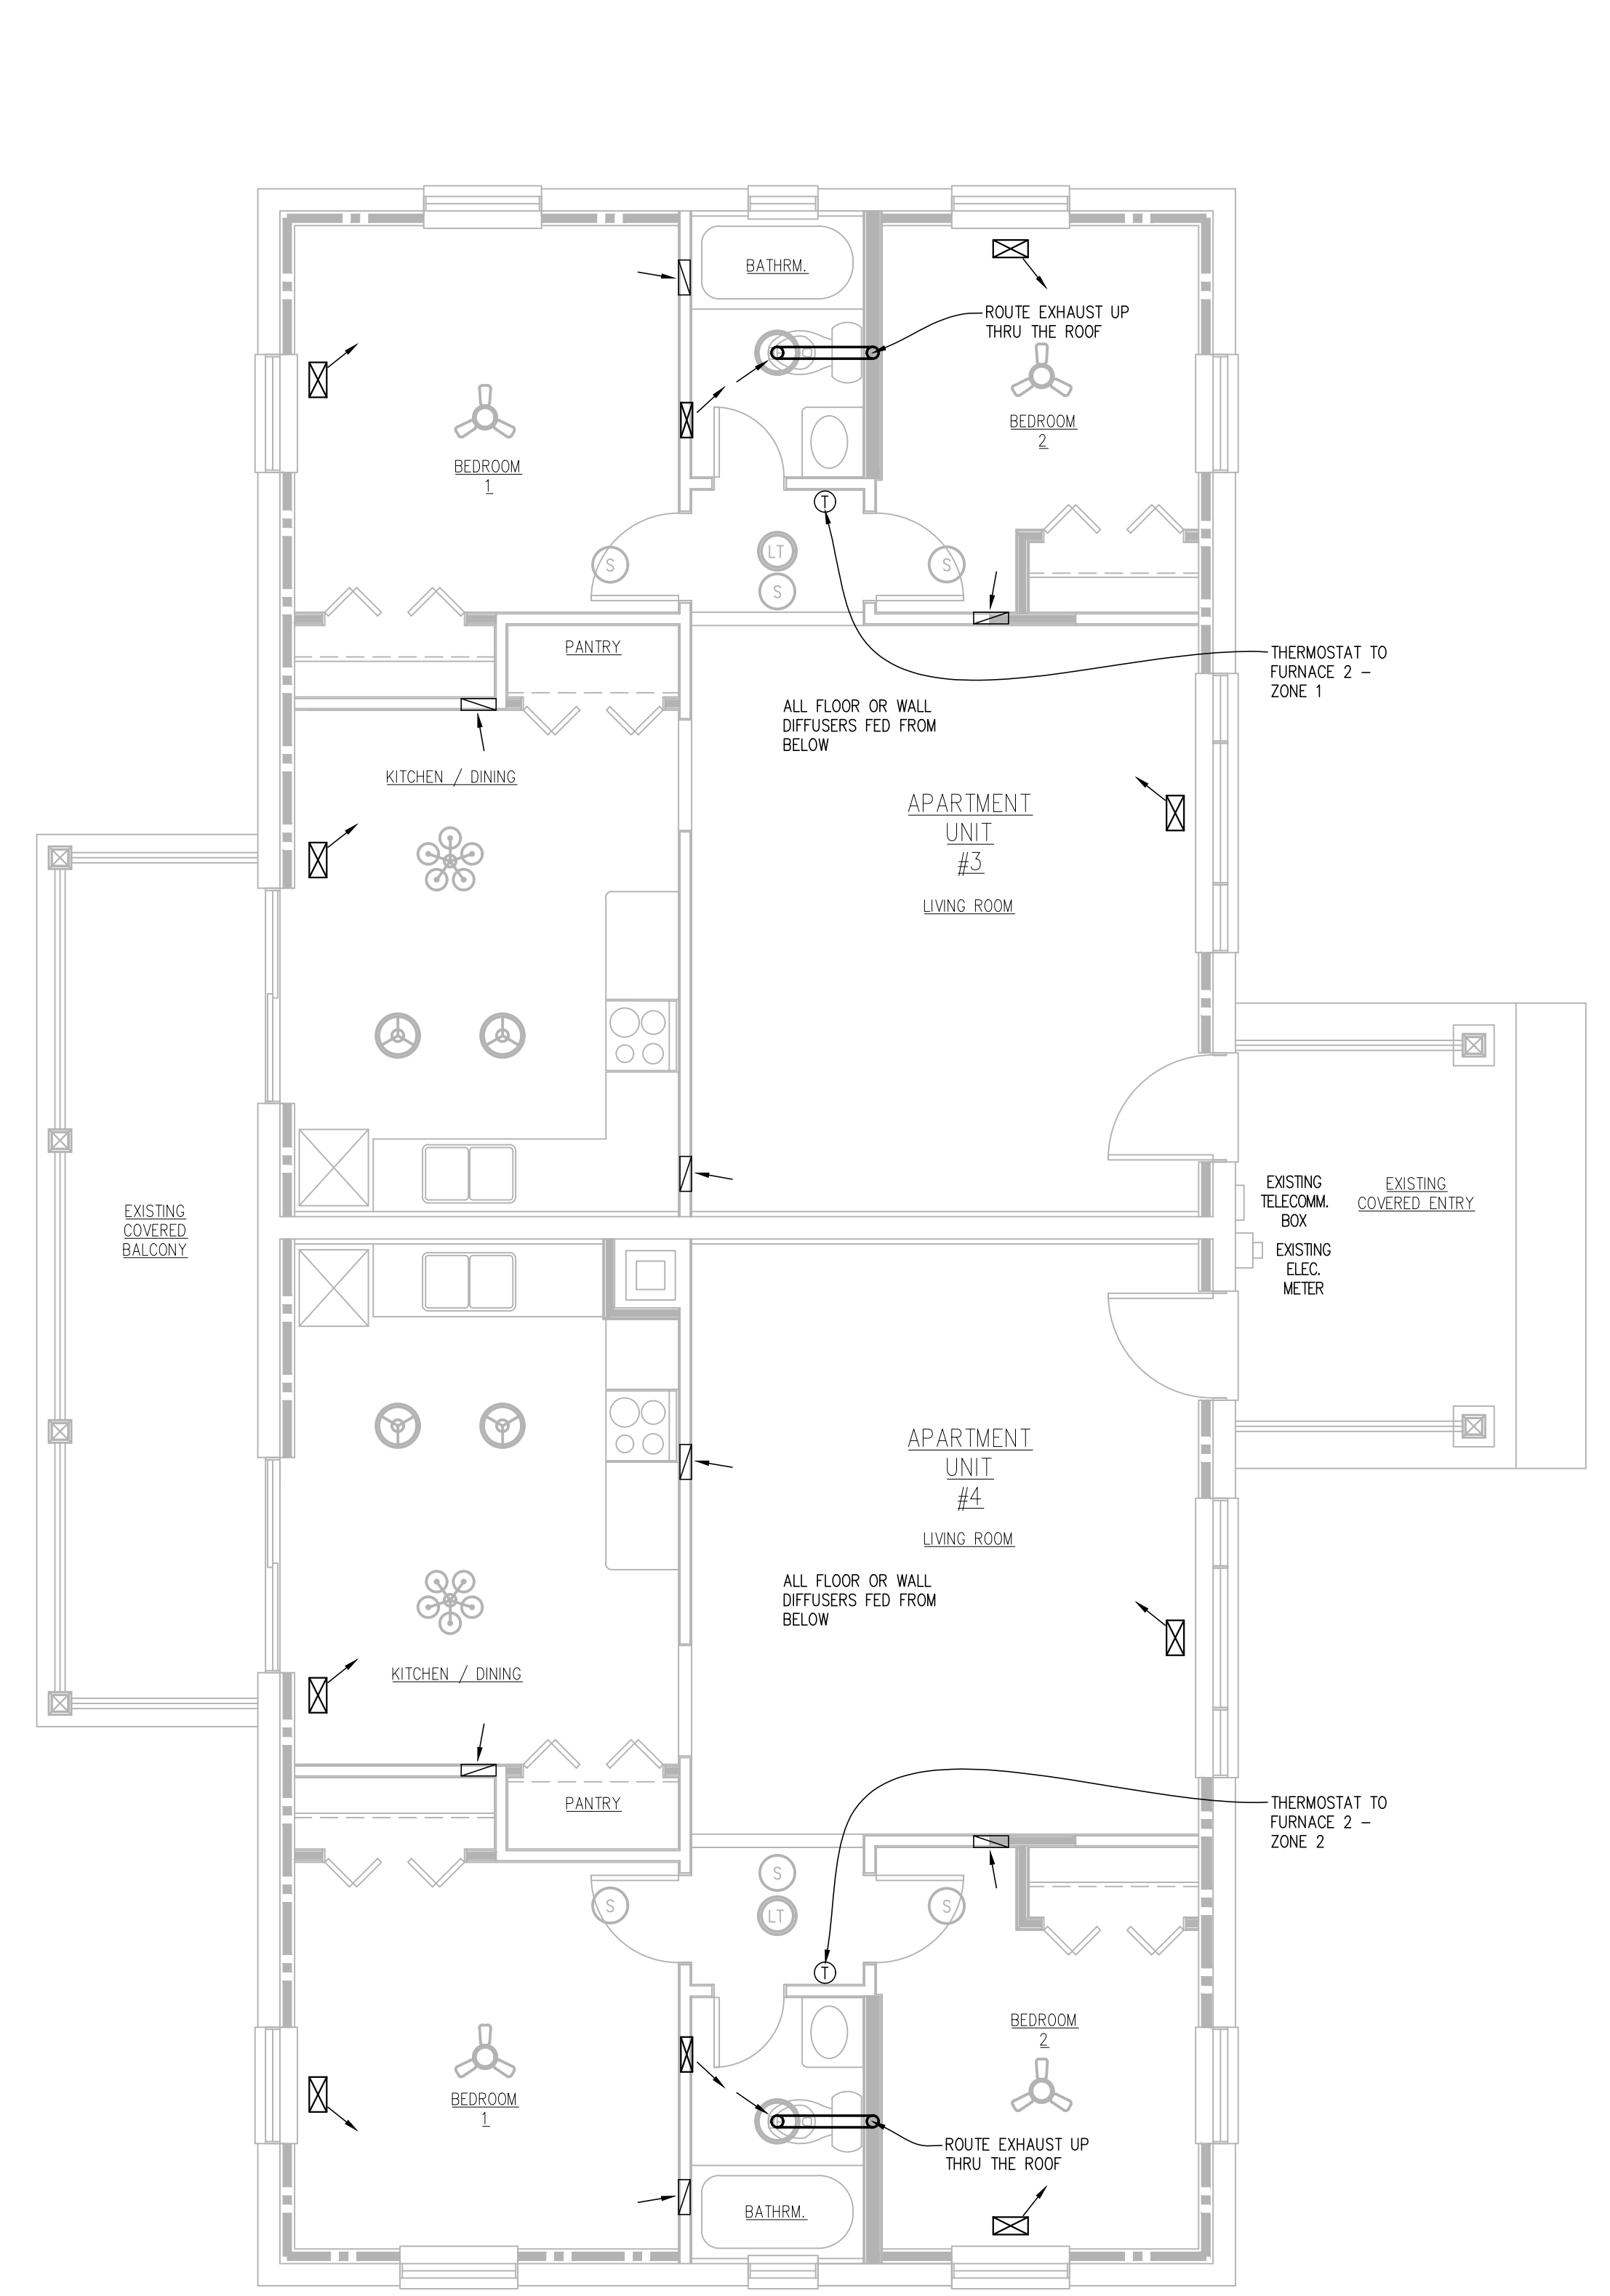 BATHRM.
ROUTE EXHAUST UP
THRU THE ROOF
BEDROOM
2
BEDROOM
1
T
LT
S
S
S
PANTRY
THERMOSTAT TO
FURNACE 2 –
ZONE 1
ALL FLOOR OR WALL
DIFFUSERS FED FROM
BELOW
KITCHEN / DINING
APARTMENT
UNIT
#3
LIVING ROOM
EXISTING
TELECOMM.
BOX
EXISTING
COVERED ENTRY
EXISTING
COVERED
BALCONY
EXISTING
ELEC.
METER
APARTMENT
UNIT
#4
LIVING ROOM
ALL FLOOR OR WALL
DIFFUSERS FED FROM
BELOW
KITCHEN / DINING
PANTRY
THERMOSTAT TO
FURNACE 2 –
ZONE 2
S
S
S
LT
T
BEDROOM
2
BEDROOM
1
ROUTE EXHAUST UP
THRU THE ROOF
BATHRM.